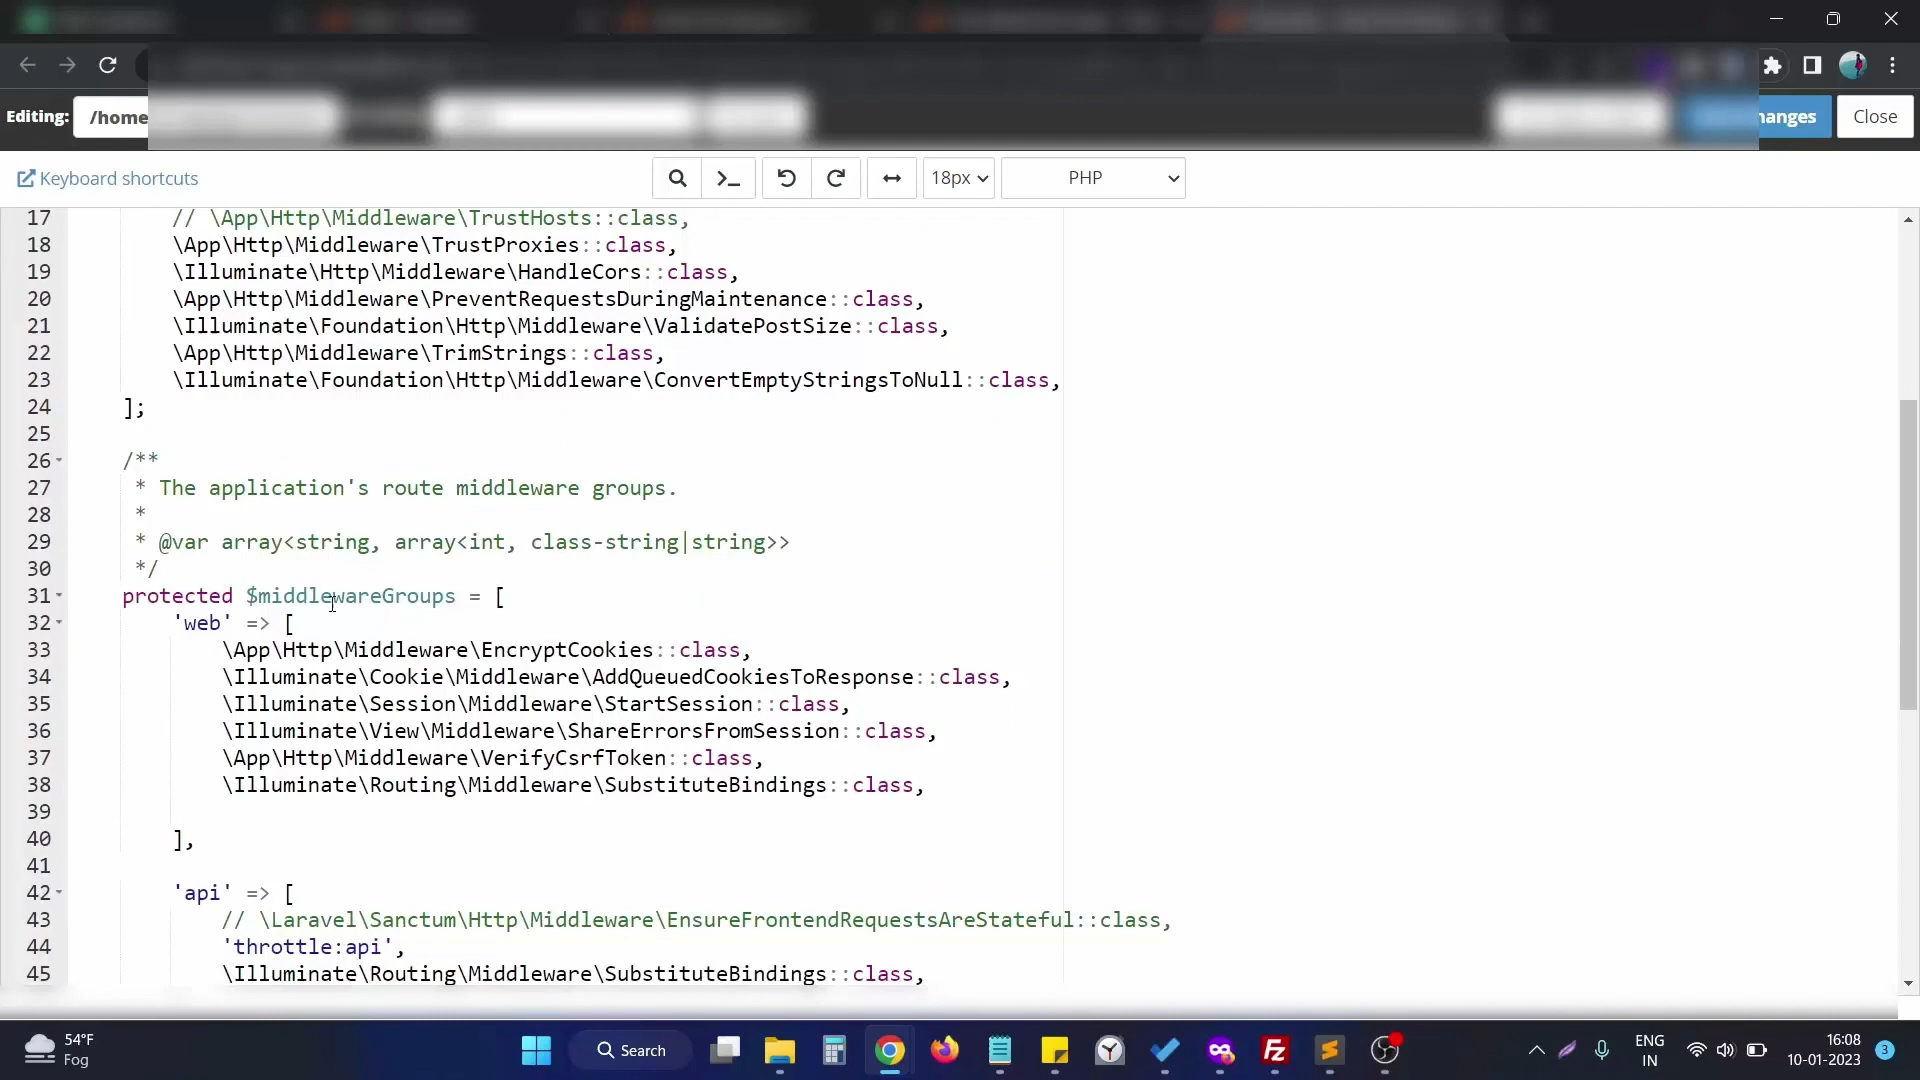 Editing:
/home
hanges
Close
Keyboard shortcuts
18px
PHP
17 // \App\Http\Middleware\TrustHosts::class,
18 \App\Http\Middleware\TrustProxies::class,
19 \Illuminate\Http\Middleware\HandleCors::class,
20 \App\Http\Middleware\PreventRequestsDuringMaintenance::class,
21 \Illuminate\Foundation\Http\Middleware\ValidatePostSize::class,
22 \App\Http\Middleware\TrimStrings::class,
23 \Illuminate\Foundation\Http\Middleware\ConvertEmptyStringsToNull::class,
24 ];
25
26 /**
27 * The application's route middleware groups.
28 *
29 * @var array<string, array<int, class-string|string>>
30 */
31 protected $middlewareGroups = [
32 'web' => [
33 \App\Http\Middleware\EncryptCookies::class,
34 \Illuminate\Cookie\Middleware\AddQueuedCookiesToResponse::class,
35 \Illuminate\Session\Middleware\StartSession::class,
36 \Illuminate\View\Middleware\ShareErrorsFromSession::class,
37 \App\Http\Middleware\VerifyCsrfToken::class,
38 \Illuminate\Routing\Middleware\SubstituteBindings::class,
39
40 ],
41
42 'api' => [
43 // \Laravel\Sanctum\Http\Middleware\EnsureFrontendRequestsAreStateful::class,
44 'throttle:api',
45 \Illuminate\Routing\Middleware\SubstituteBindings::class,
54°F
Fog
Search
ENG
IN
16:08
10-01-2023
3